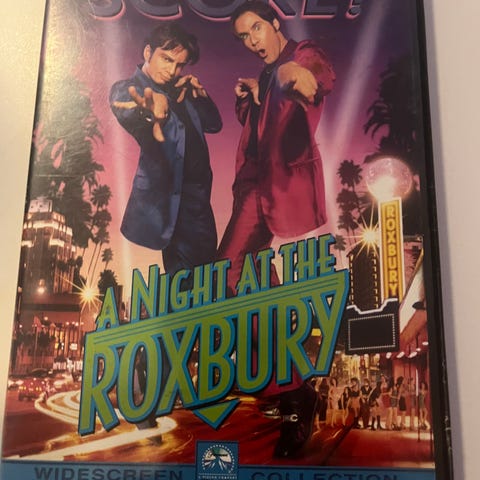 SCORE!
A NIGHT AT THE
ROXBURY
ROXBURY
WIDESCREEN COLLECTION